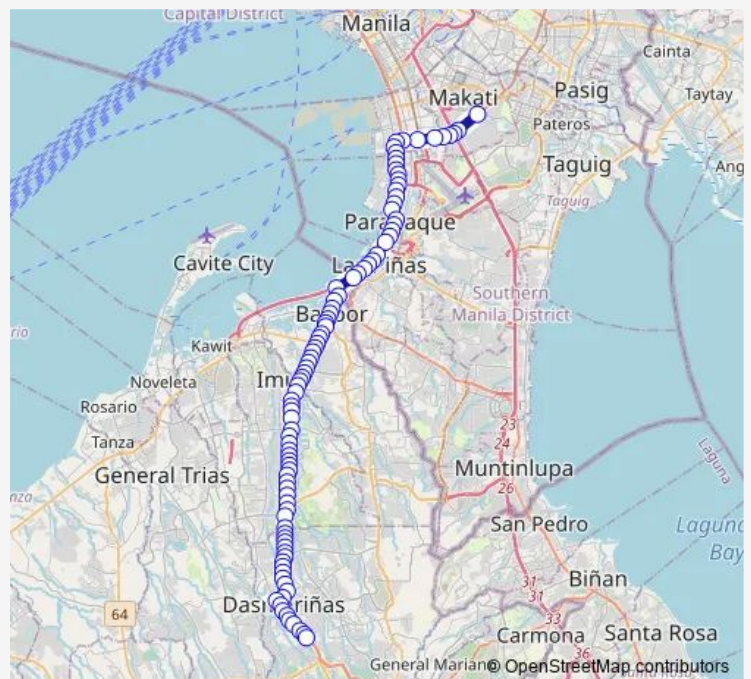 Capital District
Manila
Cainta
Makati
Pasig
Taytay
Pateros
Taguig
Taguig
Cavite City
Southern
Manila District
Kawit
Noveleta
Rosario
Tanza
General Trias
23
24
Muntinlupa
26
San Pedro
Laguna
Laguna
Bay
31
31
Biñan
64
33
Carmona
Santa Rosa
36
General Mariano
© OpenStreetMap contributors